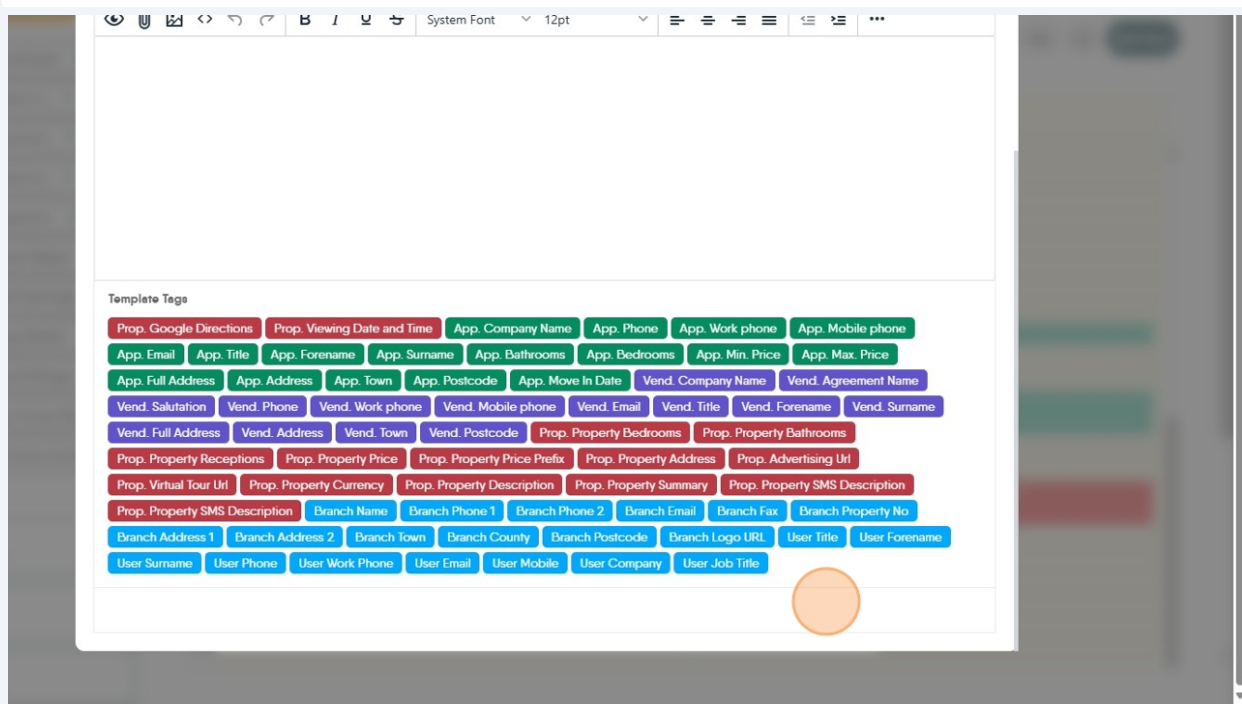 B I U S System Font 12pt
Template Tags
Prop. Google Directions Prop. Viewing Date and Time App. Company Name App. Phone App. Work phone App. Mobile phone
App. Email App. Title App. Forename App. Surname App. Bathrooms App. Bedrooms App. Min. Price App. Max. Price
App. Full Address App. Address App. Town App. Postcode App. Move In Date Vend. Company Name Vend. Agreement Name
Vend. Salutation Vend. Phone Vend. Work phone Vend. Mobile phone Vend. Email Vend. Title Vend. Forename Vend. Surname
Vend. Full Address Vend. Address Vend. Town Vend. Postcode Prop. Property Bedrooms Prop. Property Bathrooms
Prop. Property Receptions Prop. Property Price Prop. Property Price Prefix Prop. Property Address Prop. Advertising Url
Prop. Virtual Tour Url Prop. Property Currency Prop. Property Description Prop. Property Summary Prop. Property SMS Description
Prop. Property SMS Description Branch Name Branch Phone 1 Branch Phone 2 Branch Email Branch Fax Branch Property No
Branch Address 1 Branch Address 2 Branch Town Branch County Branch Postcode Branch Logo URL User Title User Forename
User Surname User Phone User Work Phone User Email User Mobile User Company User Job Title